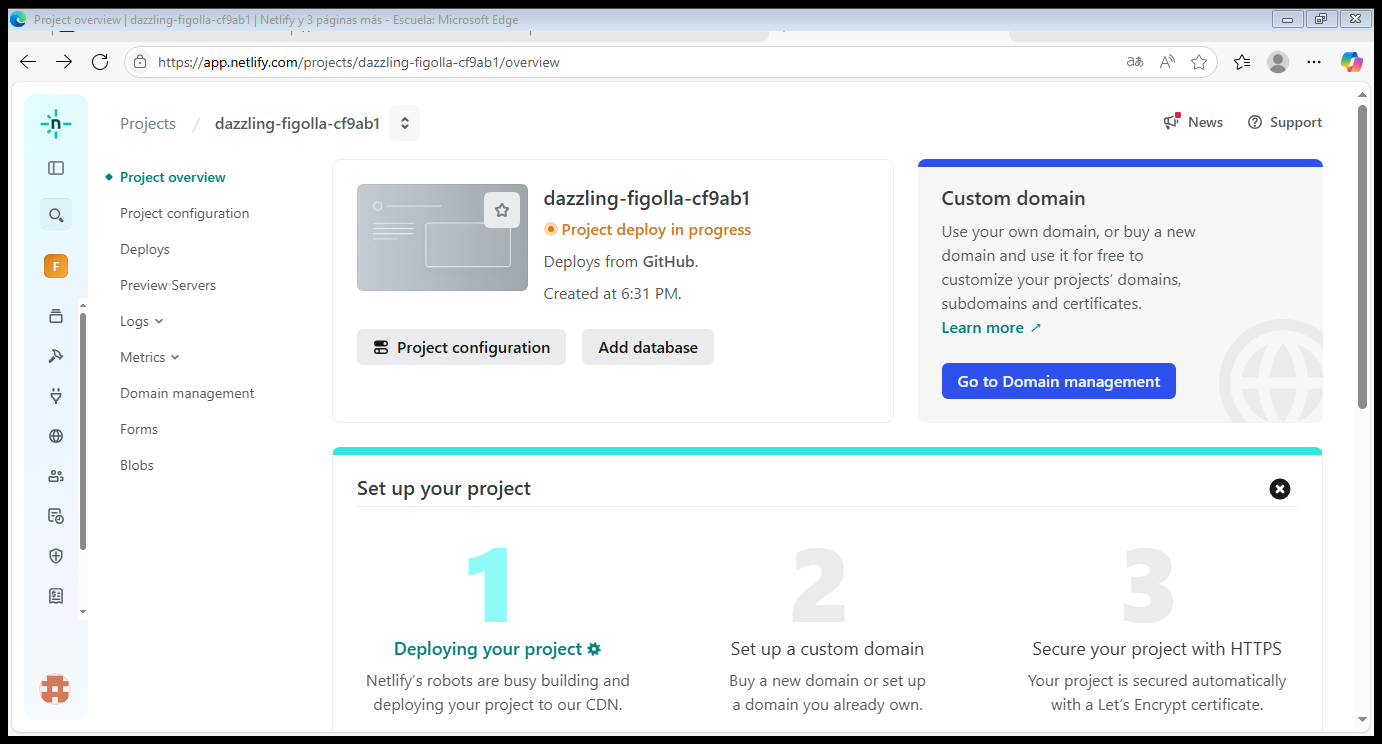 Project overview | dazzling-figolla-cf9ab1 | Netlify y 3 páginas más - Escuela: Microsoft Edge
https://app.netlify.com/projects/dazzling-figolla-cf9ab1/overview
aあ
A
n
Projects / dazzling-figolla-cf9ab1
News
Support
F
Project overview
Project configuration
Deploys
Preview Servers
Logs
Metrics
Domain management
Forms
Blobs
dazzling-figolla-cf9ab1
Project deploy in progress
Deploys from GitHub.
Created at 6:31 PM.
Project configuration
Add database
Custom domain
Use your own domain, or buy a new
domain and use it for free to
customize your projects’ domains,
subdomains and certificates.
Learn more ↗
Go to Domain management
Set up your project
1
Deploying your project
Netlify’s robots are busy building and
deploying your project to our CDN.
2
Set up a custom domain
Buy a new domain or set up
a domain you already own.
3
Secure your project with HTTPS
Your project is secured automatically
with a Let’s Encrypt certificate.